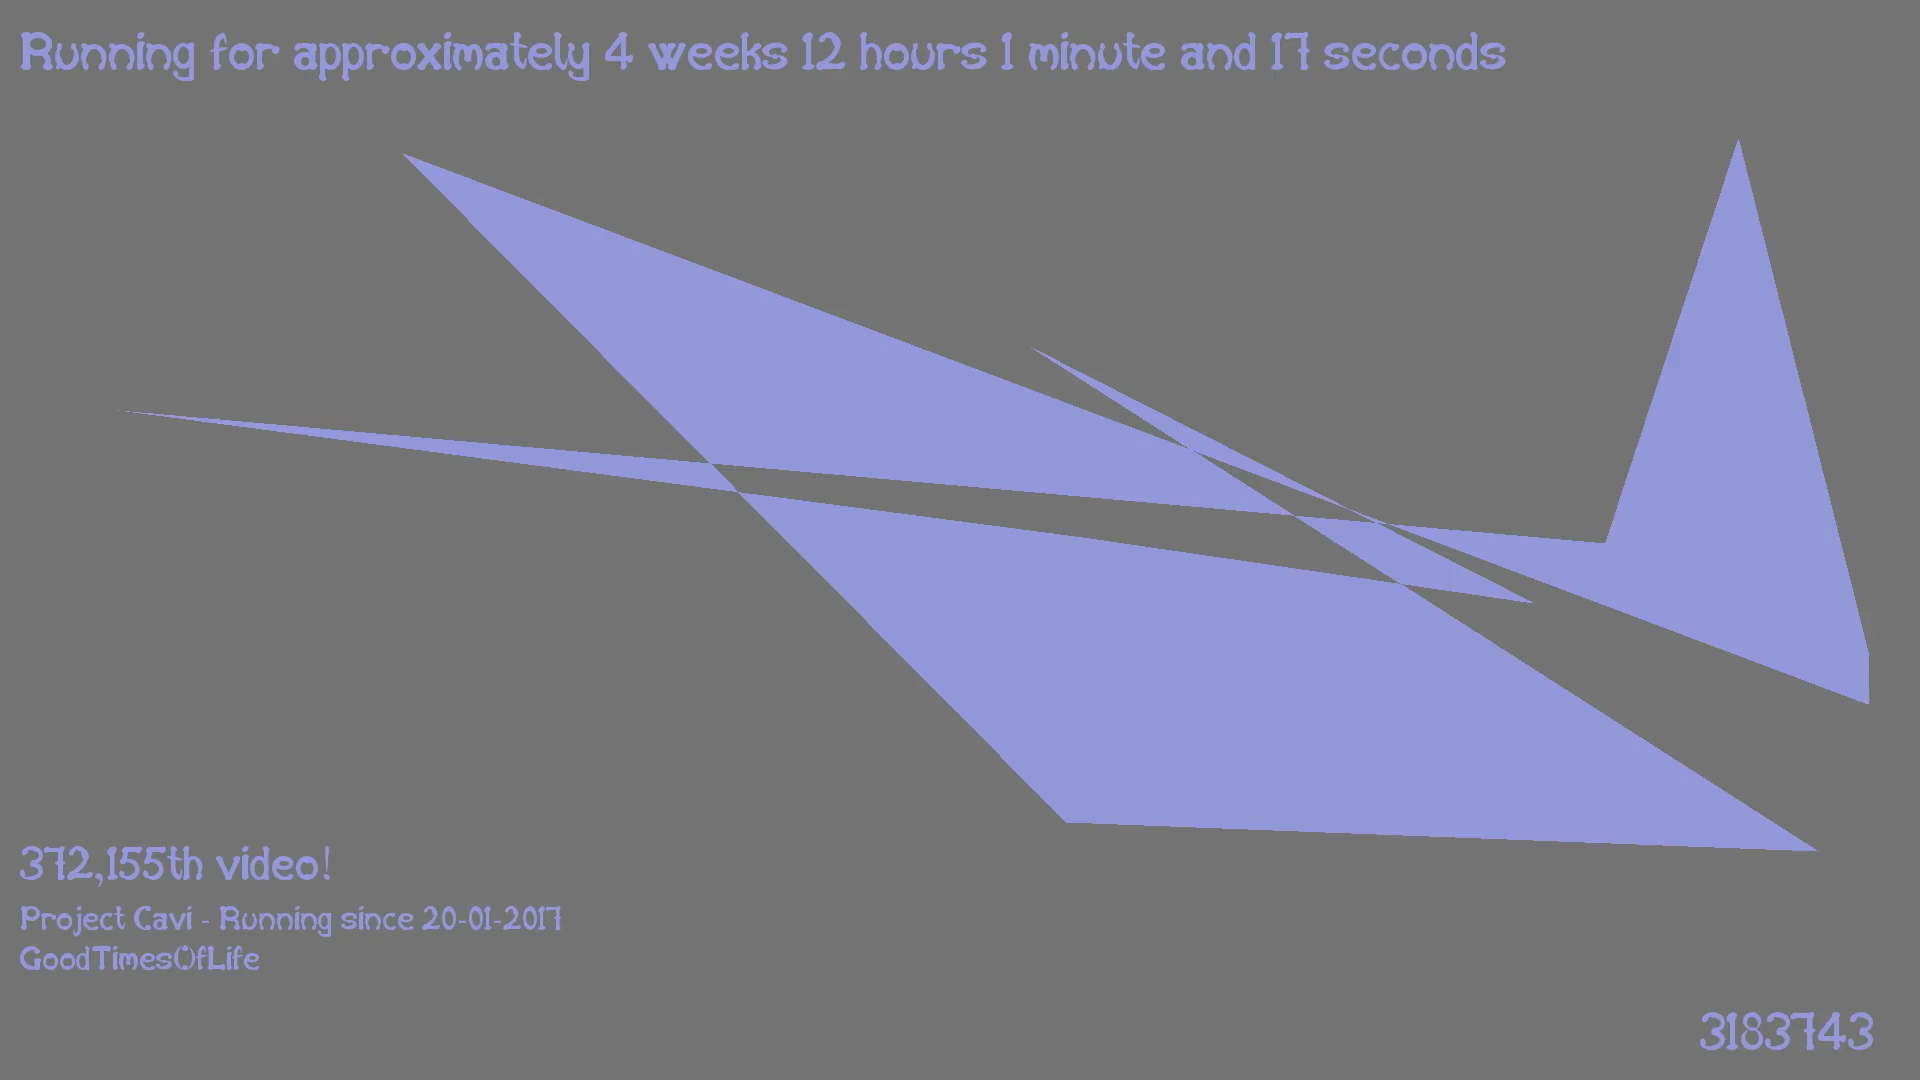 Running for approximately 4 weeks 12 hours 1 minute and 17 seconds
372,155th video!
Project Cavi - Running since 20-01-2017
GoodTimesOfLife
3183743